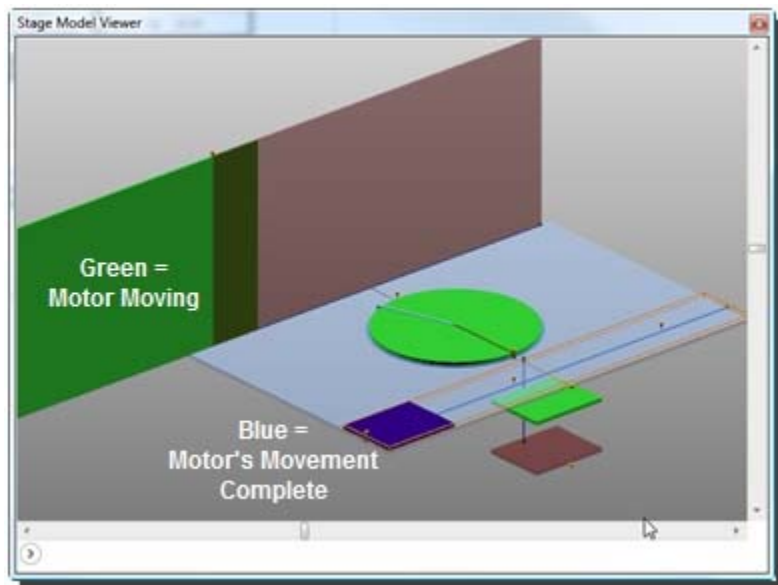 Stage Model Viewer
Green =
Motor Moving
Blue =
Motor's Movement
Complete